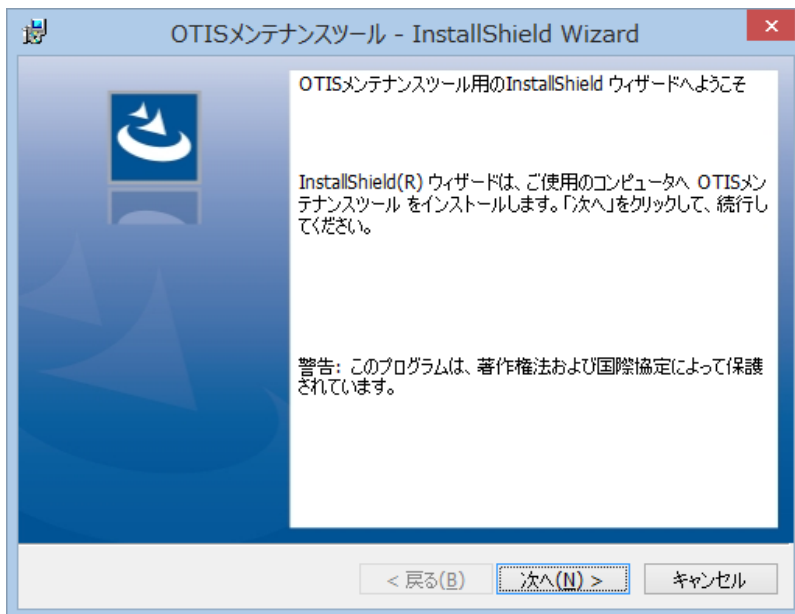 OTISメンテナンスツール - InstallShield Wizard
OTISメンテナンスツール用のInstallShield ウィザードへようこそ
InstallShield(R) ウィザードは、ご使用のコンピュータへ OTISメン
テナンスツール をインストールします。「次へ」をクリックして、続行し
てください。
警告: このプログラムは、著作権法および国際協定によって保護
されています。
< 戻る(B)
次へ(N) >
キャンセル